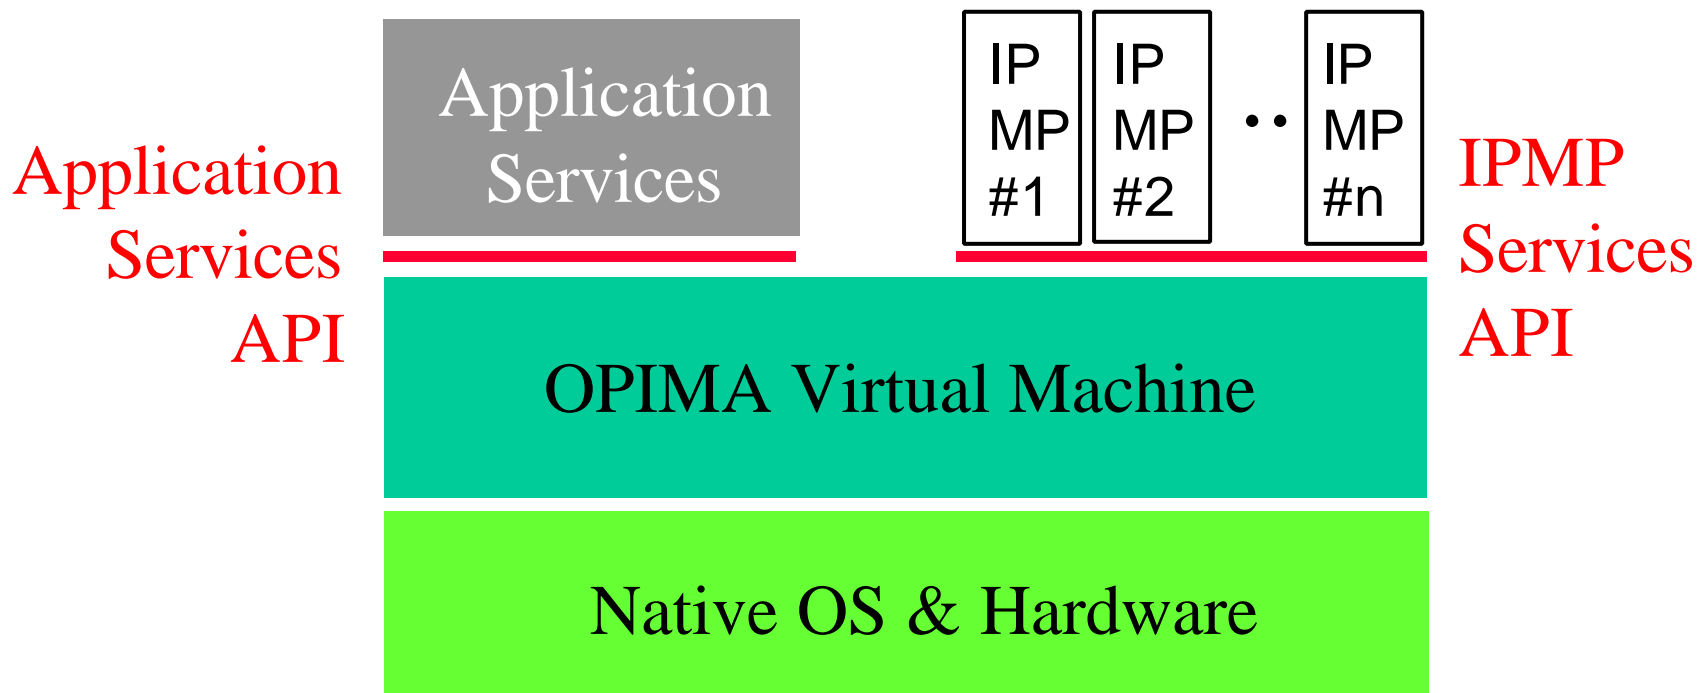 Application
Services
API
Application
Services
IP
MP
#1
IP
MP
#2
..
IP
MP
#n
IPMP
Services
API
OPIMA Virtual Machine
Native OS & Hardware